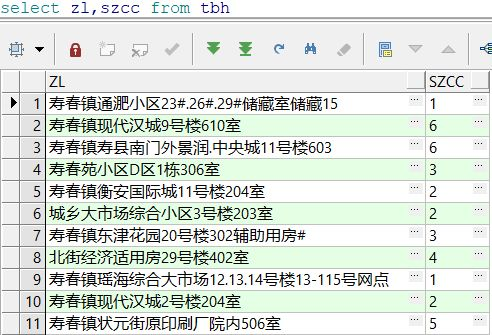 select zl,szcc from tbh
ZL SZCC
1 寿春镇通淝小区23#.26#.29#储藏室储藏15 1
2 寿春镇现代汉城9号楼610室 6
3 寿春镇寿县南门外景润.中央城11号楼603 6
4 寿春苑小区D区1栋306室 3
5 寿春镇衡安国际城11号楼204室 2
6 城乡大市场综合小区3号楼203室 2
7 寿春镇东津花园20号楼302辅助用房# 3
8 北街经济适用房29号楼402室 4
9 寿春镇瑶海综合大市场12.13.14号楼13-115号网点 1
10 寿春镇现代汉城2号楼204室 2
11 寿春镇状元街原印刷厂院内506室 5